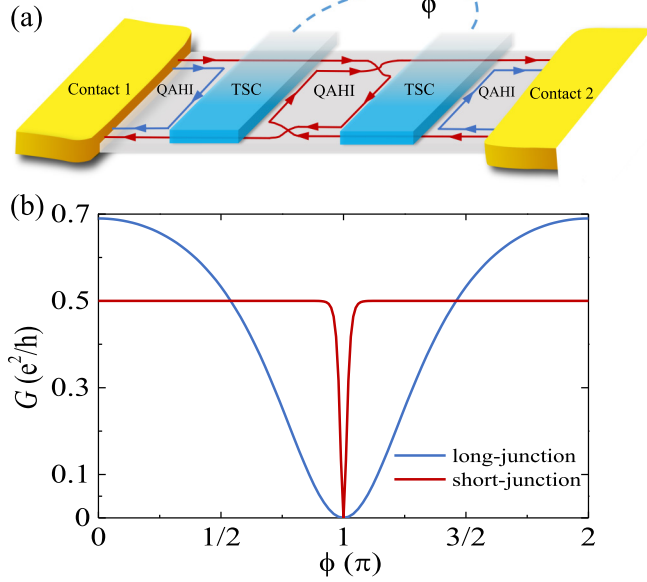 (a)
ϕ
Contact 1
QAHI
TSC
QAHI
TSC
QAHI
Contact 2
(b)
0.7
0.5
0.3
0.1
0
G (e²/h)
long-junction
short-junction
0
1/2
1
3/2
2
ϕ (π)